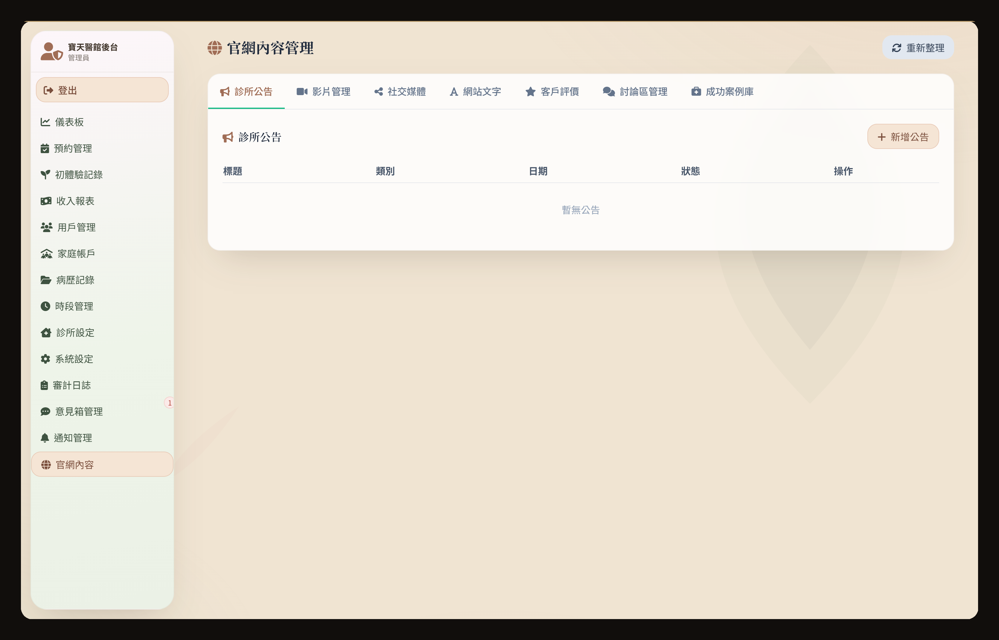 寶天醫館後台
管理員
登出
儀表板
預約管理
初體驗記錄
收入報表
用戶管理
家庭帳戶
病歷記錄
時段管理
診所設定
系統設定
審計日誌
意見箱管理
1
通知管理
官網內容
官網內容管理
重新整理
診所公告 影片管理 社交媒體 網站文字 客戶評價 討論區管理 成功案例庫
診所公告
新增公告
標題 類別 日期 狀態 操作
暫無公告